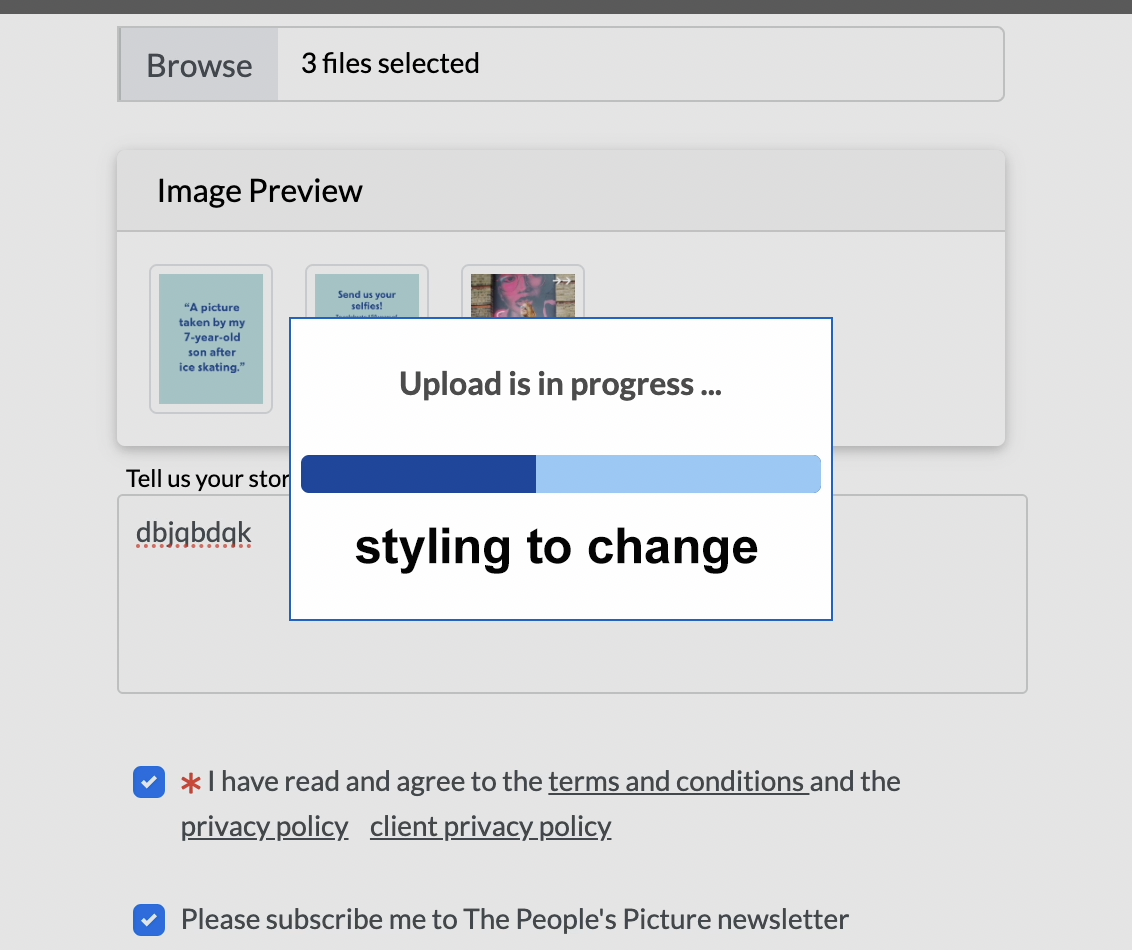 Browse
3 files selected
Image Preview
“A picture
taken by my
7-year-old
son after
ice skating.”
Send us your
selfies!
Upload is in progress ...
Tell us your stor
dbjqbdqk
styling to change
* I have read and agree to the terms and conditions and the
privacy policy client privacy policy
Please subscribe me to The People's Picture newsletter